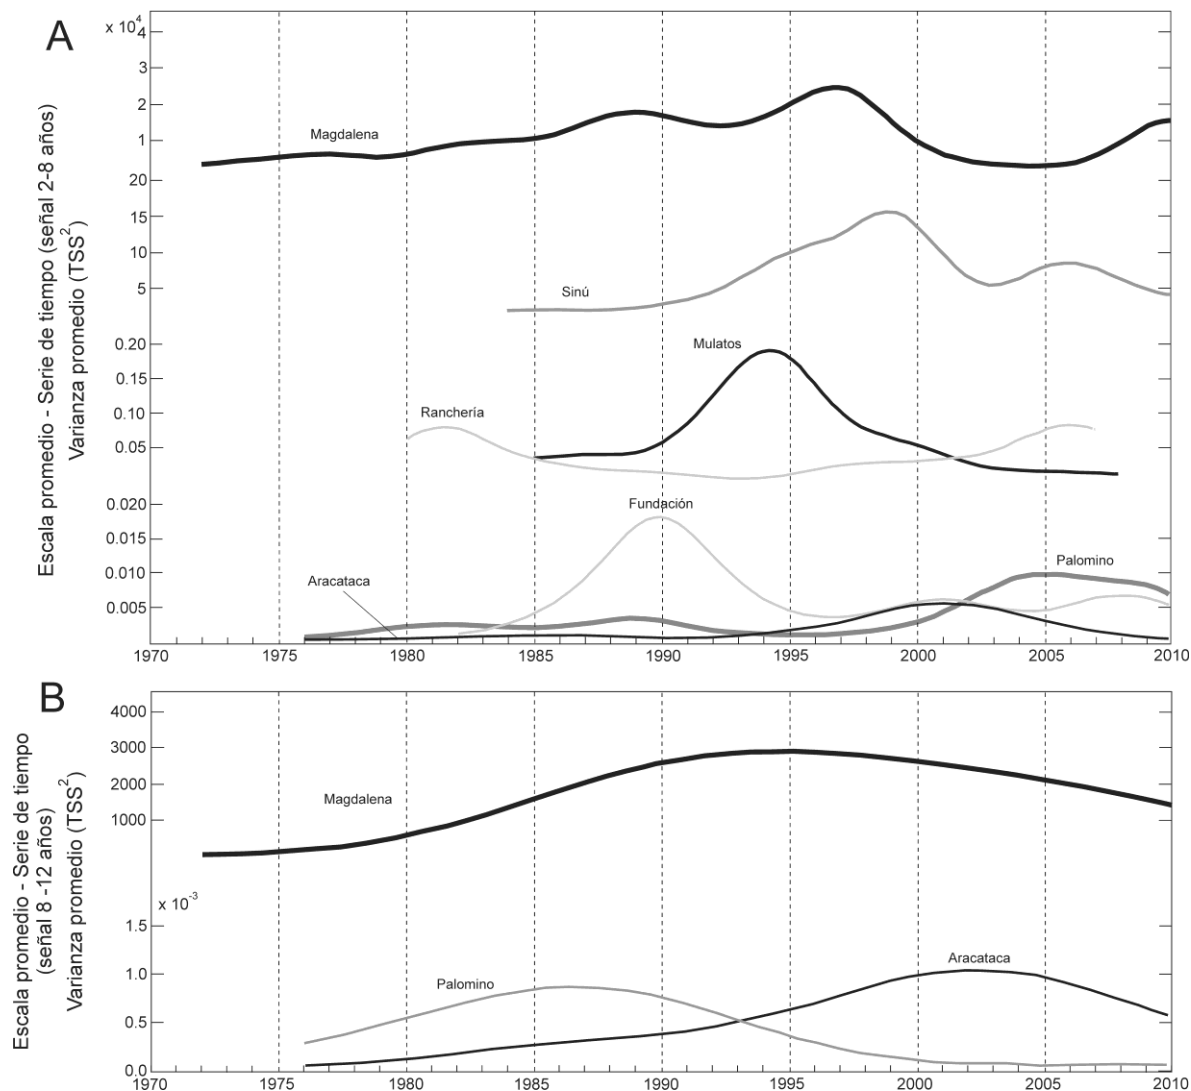 A
x 10⁴
4
3
2
1
20
15
10
5
0.20
0.15
0.10
0.05
0.020
0.015
0.010
0.005
Escala promedio - Serie de tiempo (señal 2-8 años)
Varianza promedio (TSS²)
Magdalena
Sinú
Mulatos
Ranchería
Fundación
Aracataca
Palomino
1970 1975 1980 1985 1990 1995 2000 2005 2010
B
4000
3000
2000
1000
x 10⁻³
1.5
1.0
0.5
0.0
Escala promedio - Serie de tiempo
(señal 8 -12 años)
Varianza promedio (TSS²)
Magdalena
Palomino
Aracataca
1970 1975 1980 1985 1990 1995 2000 2005 2010